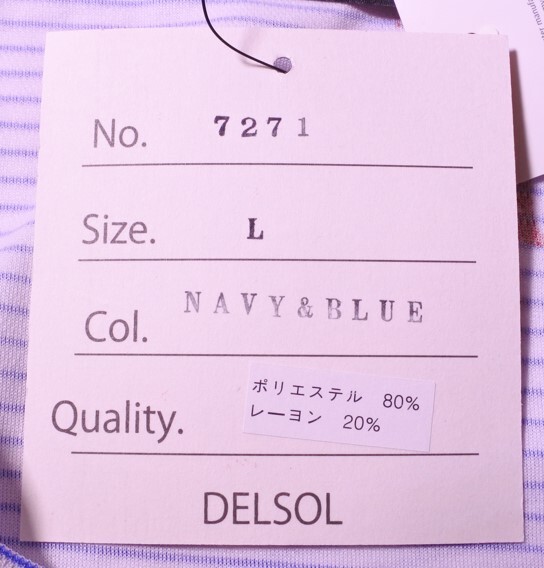 No. 7271
Size. L
Col. NAVY&BLUE
Quality. ポリエステル 80%
レーヨン 20%
DELSOL